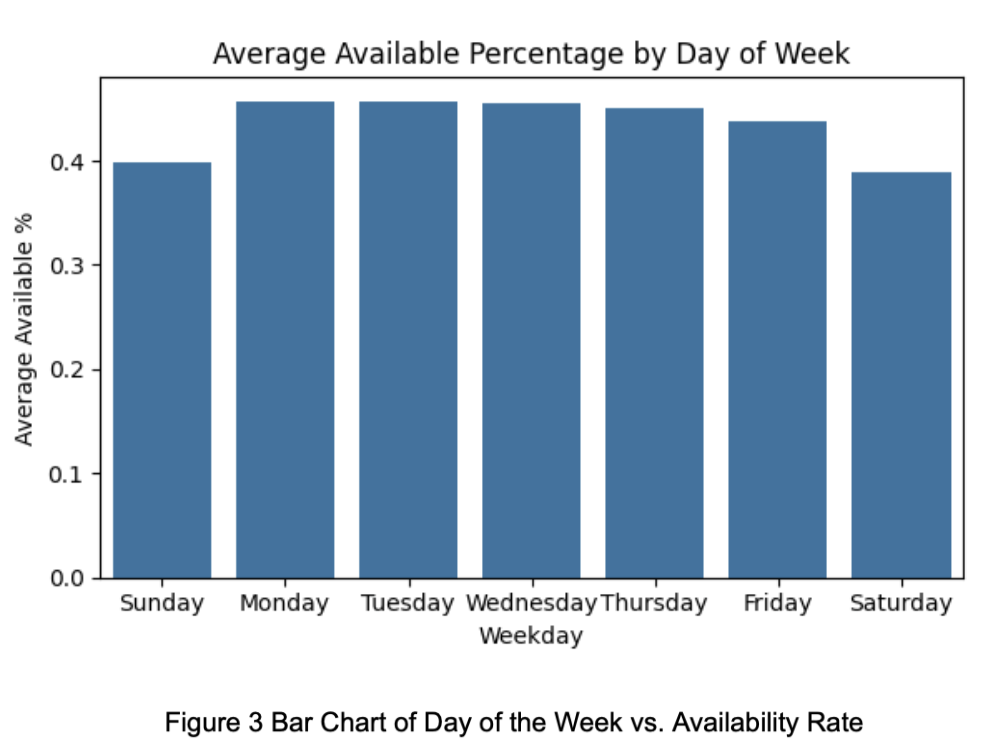 Average Available Percentage by Day of Week
Average Available %
0.4
0.3
0.2
0.1
0.0
Sunday Monday Tuesday Wednesday Thursday Friday Saturday
Weekday
Figure 3 Bar Chart of Day of the Week vs. Availability Rate